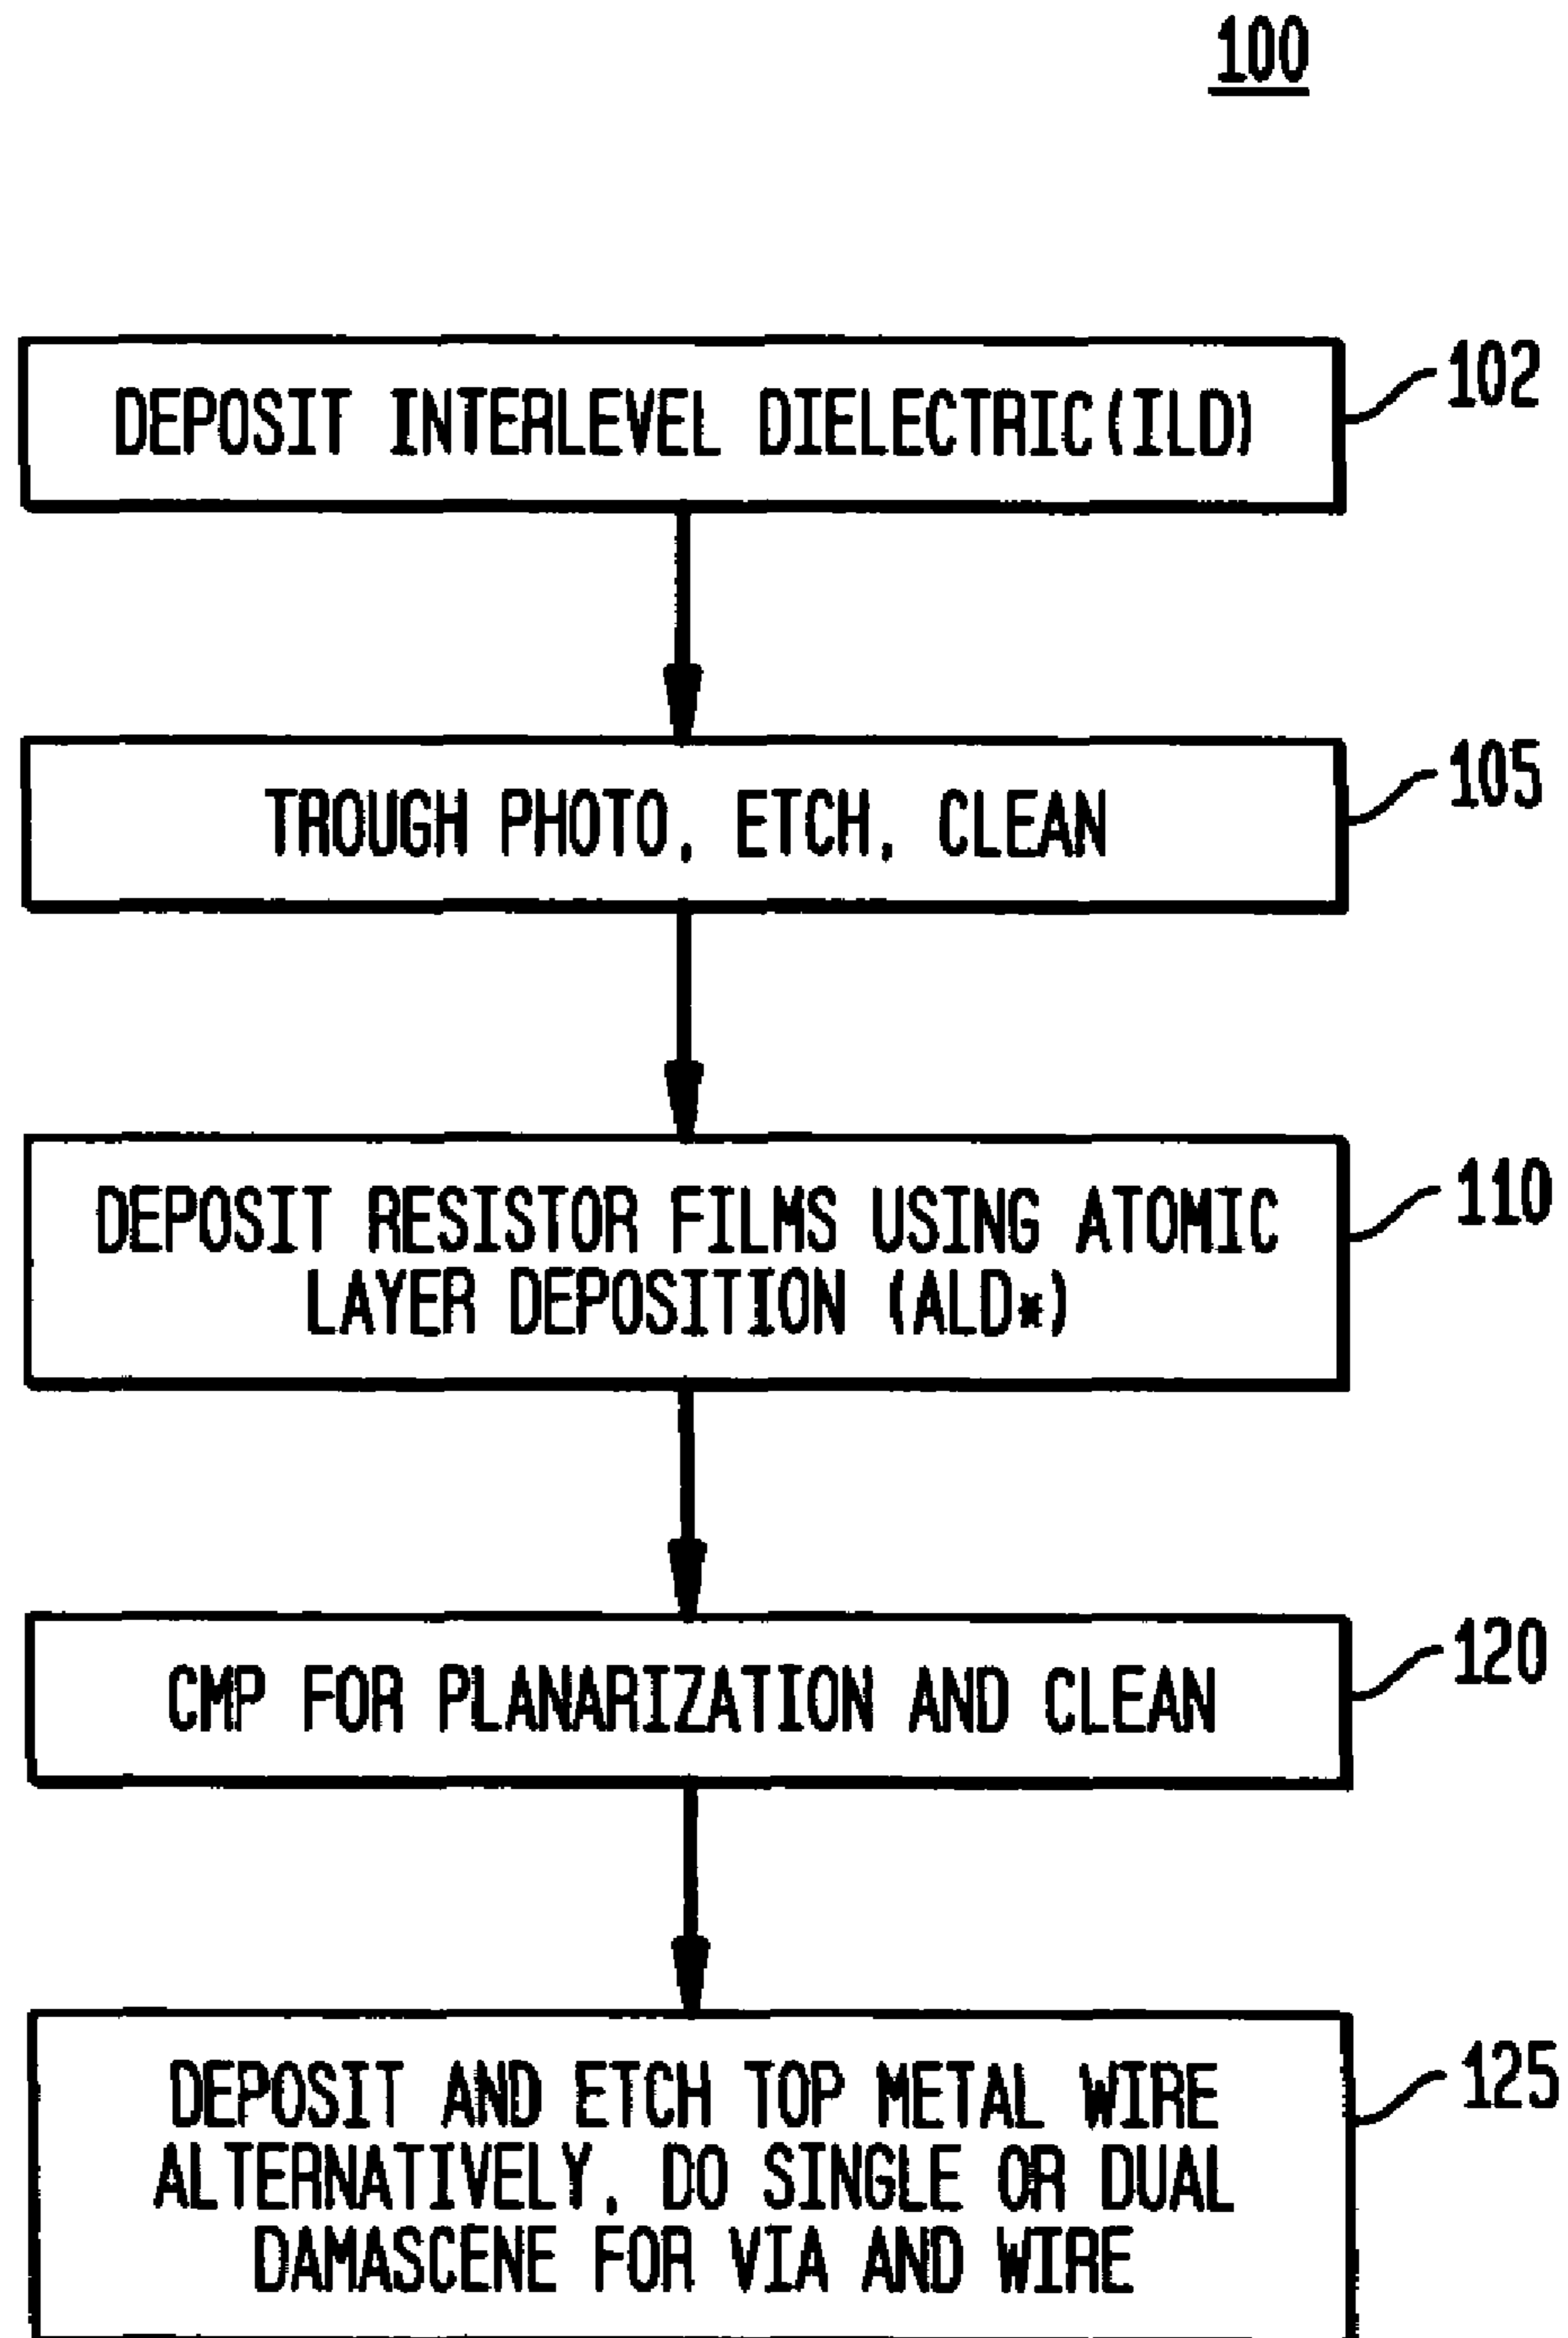 100
DEPOSIT INTERLEVEL DIELECTRIC(ILD)
102
TROUGH PHOTO, ETCH, CLEAN
105
DEPOSIT RESISTOR FILMS USING ATOMIC
LAYER DEPOSITION (ALD*)
110
CMP FOR PLANARIZATION AND CLEAN
120
DEPOSIT AND ETCH TOP METAL WIRE
ALTERNATIVELY, DO SINGLE OR DUAL
DAMASCENE FOR VIA AND WIRE
125